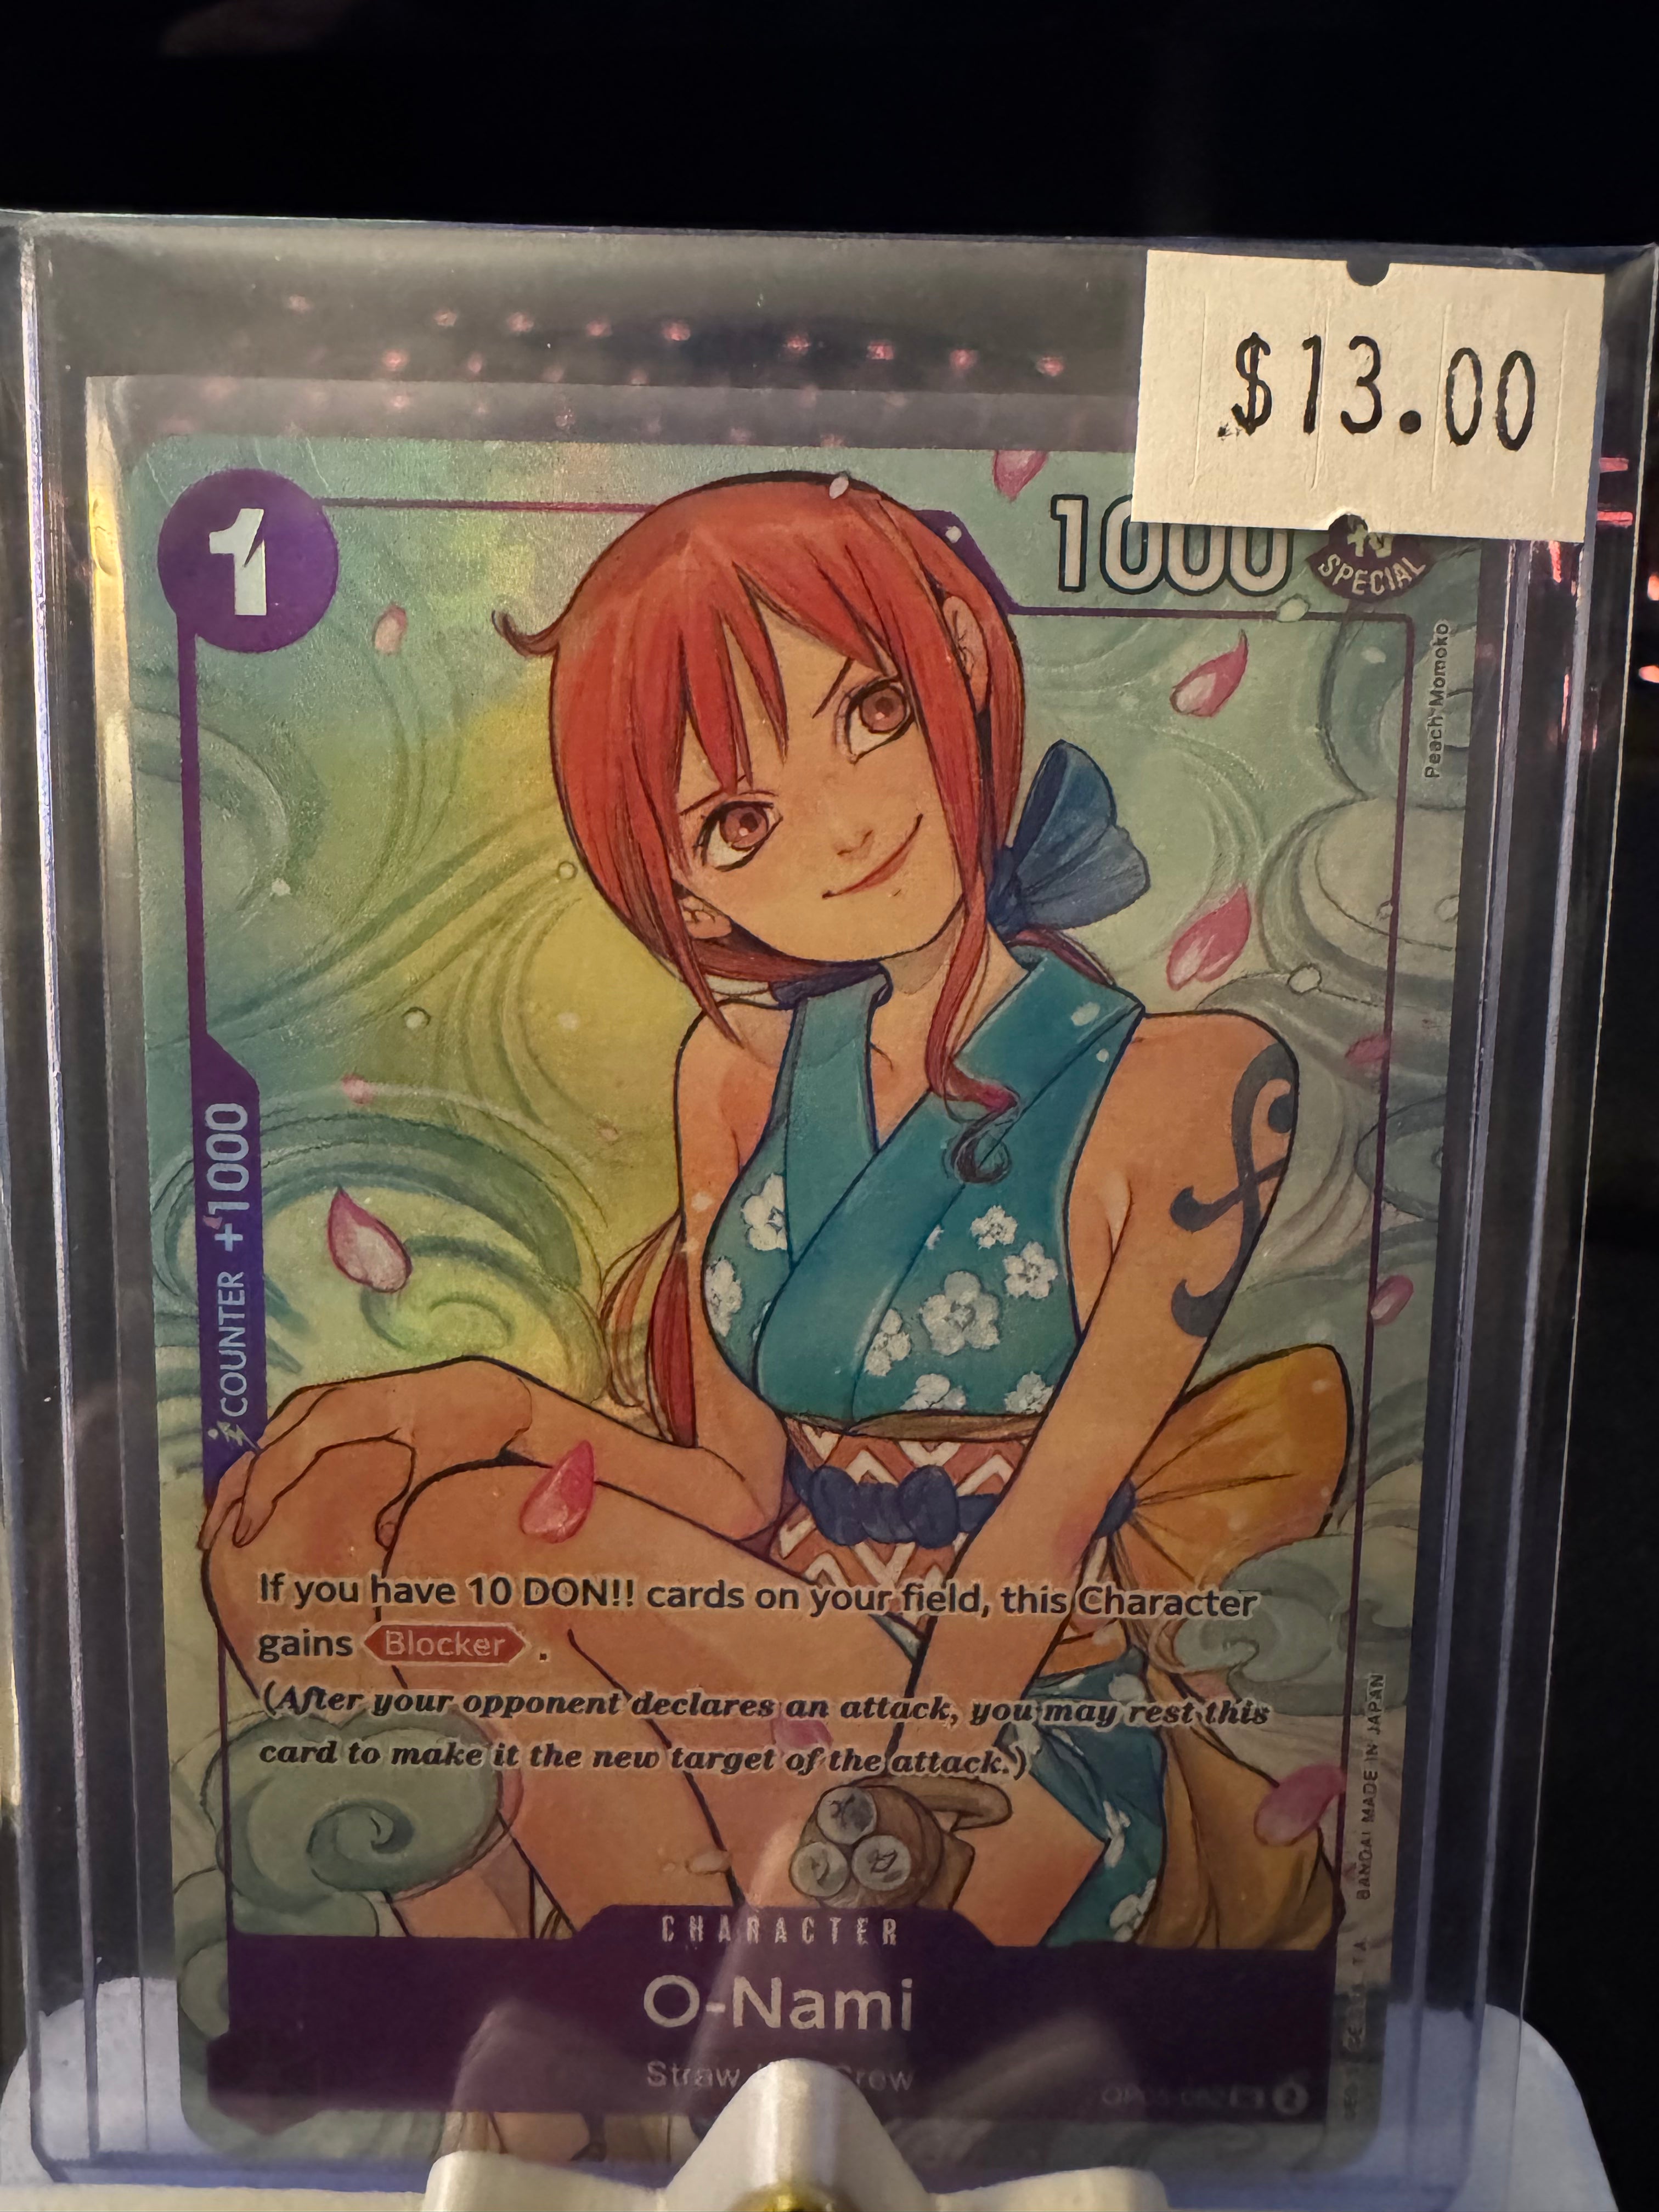 $13.00
1
1000
SPECIAL
Peach Momoko
COUNTER +1000
If you have 10 DON!! cards on your field, this Character
gains Blocker .
(After your opponent declares an attack, you may rest this
card to make it the new target of the attack.)
BANDAI MADE IN JAPAN
CHARACTER
O-Nami
Straw Crew